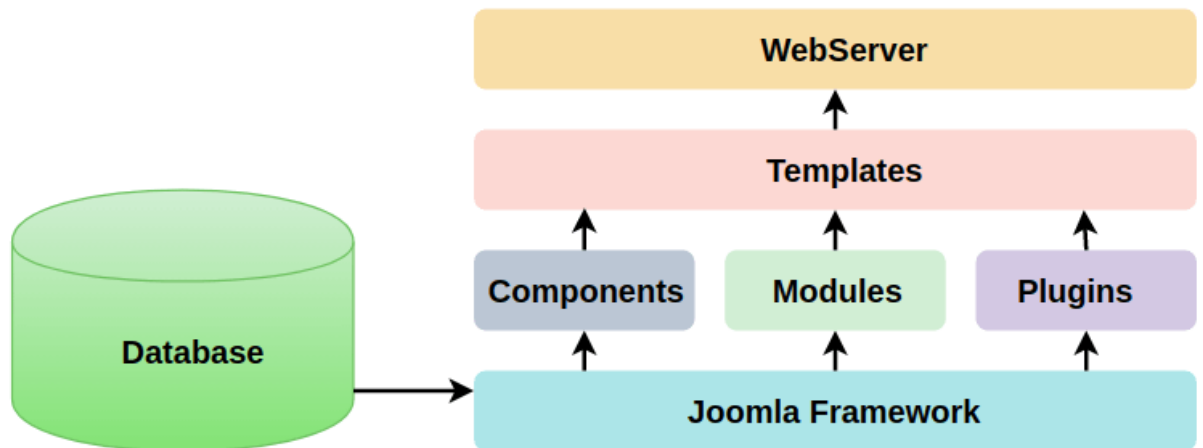 WebServer
Templates
Components
Modules
Plugins
Database
Joomla Framework